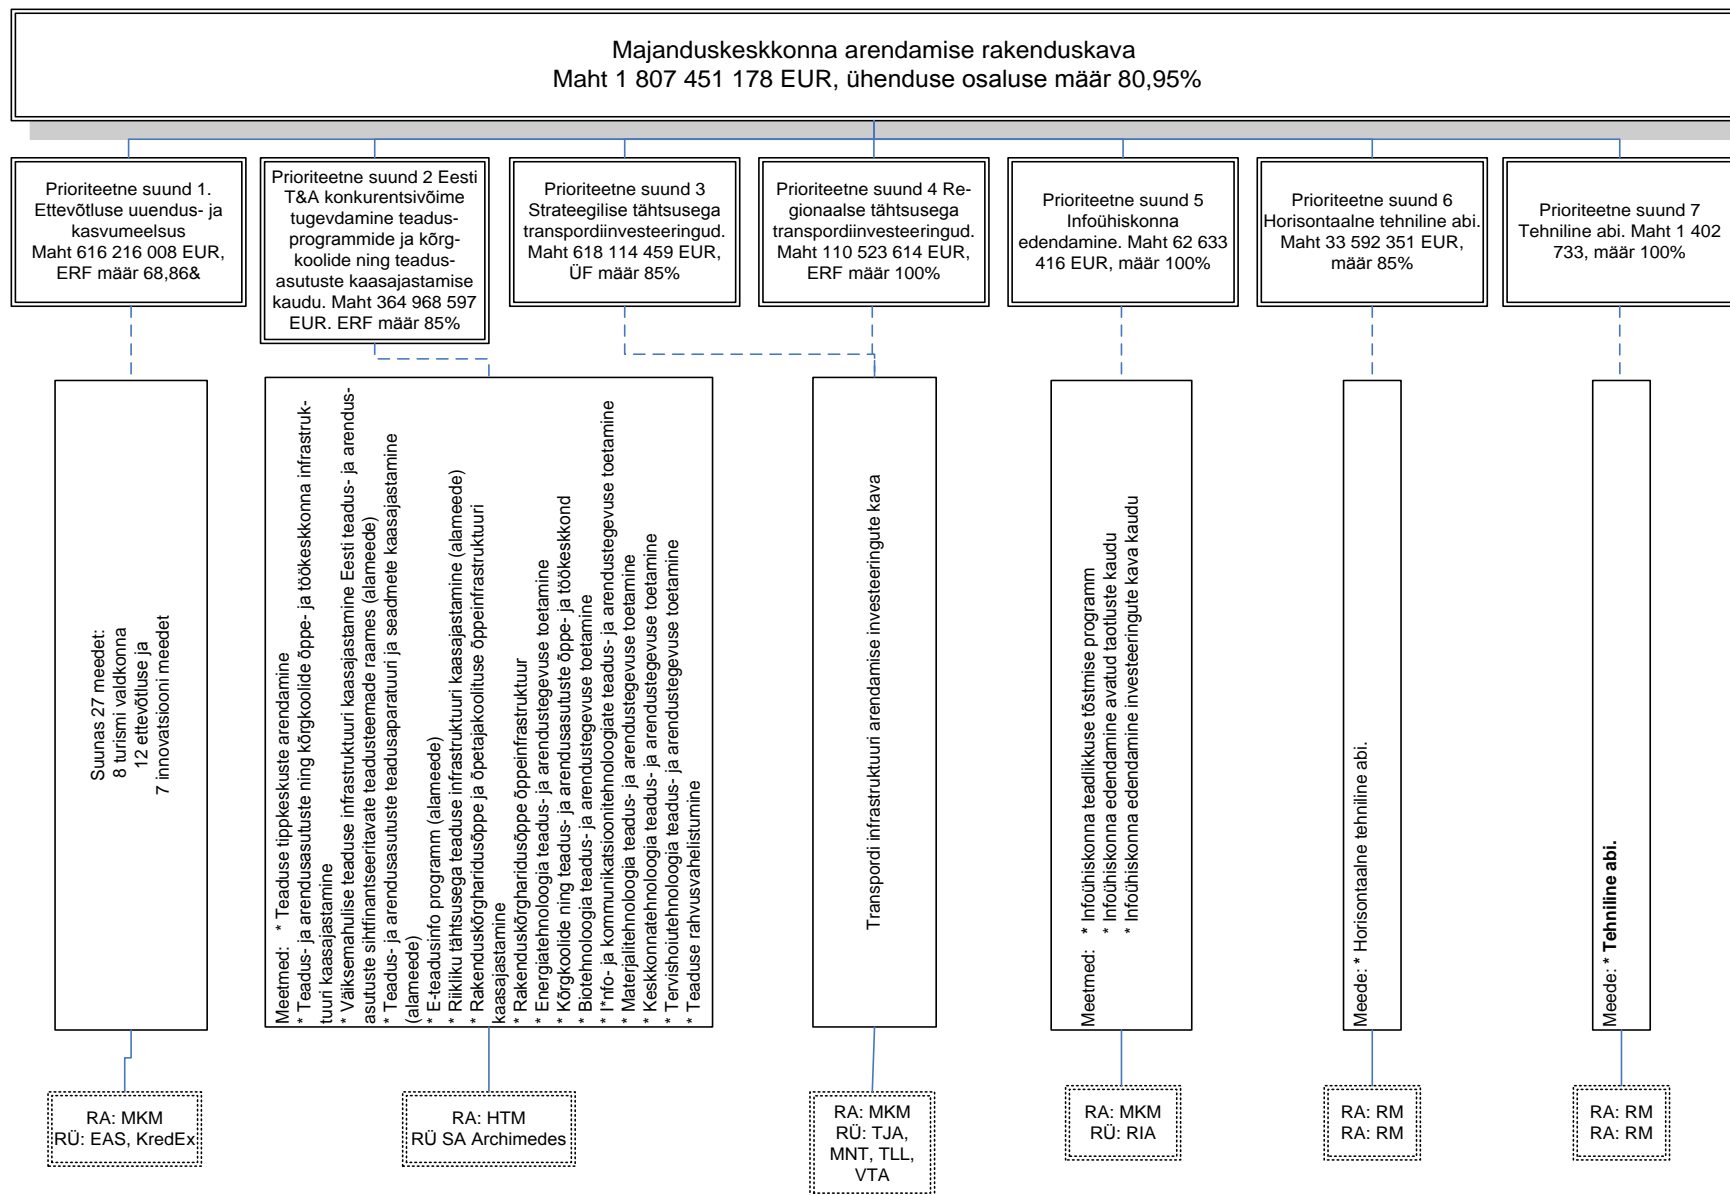 Majanduskeskkonna arendamise rakenduskava
Maht 1 807 451 178 EUR, ühenduse osaluse määr 80,95%
Prioriteetne suund 1.
Ettevõtluse uuendus- ja
kasvumeelsus
Maht 616 216 008 EUR,
ERF määr 68,86&
Prioriteetne suund 2 Eesti
T&A konkurentsivõime
tugevdamine teadus-
programmide ja kõrg-
koolide ning teadus-
asutuste kaasajastamise
kaudu. Maht 364 968 597
EUR. ERF määr 85%
Prioriteetne suund 3
Strateegilise tähtsusega
transpordiinvesteeringud.
Maht 618 114 459 EUR,
ÜF määr 85%
Prioriteetne suund 4 Re-
gionaalse tähtsusega
transpordiinvesteeringud.
Maht 110 523 614 EUR,
ERF määr 100%
Prioriteetne suund 5
Infoühiskonna
edendamine. Maht 62 633
416 EUR, määr 100%
Prioriteetne suund 6
Horisontaalne tehniline abi.
Maht 33 592 351 EUR,
määr 85%
Prioriteetne suund 7
Tehniline abi. Maht 1 402
733, määr 100%
Suunas 27 meedet:
8 turismi valdkonna
12 ettevõtluse ja
7 innovatsiooni meedet
Meetmed: * Teaduse tippkeskuste arendamine
* Teadus- ja arendusasutuste ning kõrgkoolide õppe- ja töökeskkonna infrastruk-
tuuri kaasajastamine
* Väiksemahulise teaduse infrastruktuuri kaasajastamine Eesti teadus- ja arendus-
asutuste sihtfinantseeritavate teadusteemade raames (alameede)
* Teadus- ja arendusasutuste teadusaparatuuri ja seadmete kaasajastamine
(alameede)
* E-teadusinfo programm (alameede)
* Riikliku tähtsusega teaduse infrastruktuuri kaasajastamine (alameede)
* Rakenduskõrgharidusõppe ja õpetajakoolituse õppeinfrastruktuuri
kaasajastamine
* Rakenduskõrgharidusõppe õppeinfrastruktuur
* Energiatehnoloogia teadus- ja arendustegevuse toetamine
* Kõrgkoolide ning teadus- ja arendusasutuste õppe- ja töökeskkond
* Biotehnoloogia teadus- ja arendustegevuse toetamine
* I*nfo- ja kommunikatsioonitehnoloogiate teadus- ja arendustegevuse toetamine
* Materjalitehnoloogia teadus- ja arendustegevuse toetamine
* Keskkonnatehnoloogia teadus- ja arendustegevuse toetamine
* Tervishoiutehnoloogia teadus- ja arendustegevuse toetamine
* Teaduse rahvusvahelistumine
Transpordi infrastruktuuri arendamise investeeringute kava
Meetmed: * Infoühiskonna teadlikkuse tõstmise programm
* Infoühiskonna edendamine avatud taotluste kaudu
* Infoühiskonna edendamine investeeringute kava kaudu
Meede: * Horisontaalne tehniline abi.
Meede: * Tehniline abi.
RA: MKM
RÜ: EAS, KredEx
RA: HTM
RÜ SA Archimedes
RA: MKM
RÜ: TJA,
MNT, TLL,
VTA
RA: MKM
RÜ: RIA
RA: RM
RA: RM
RA: RM
RA: RM